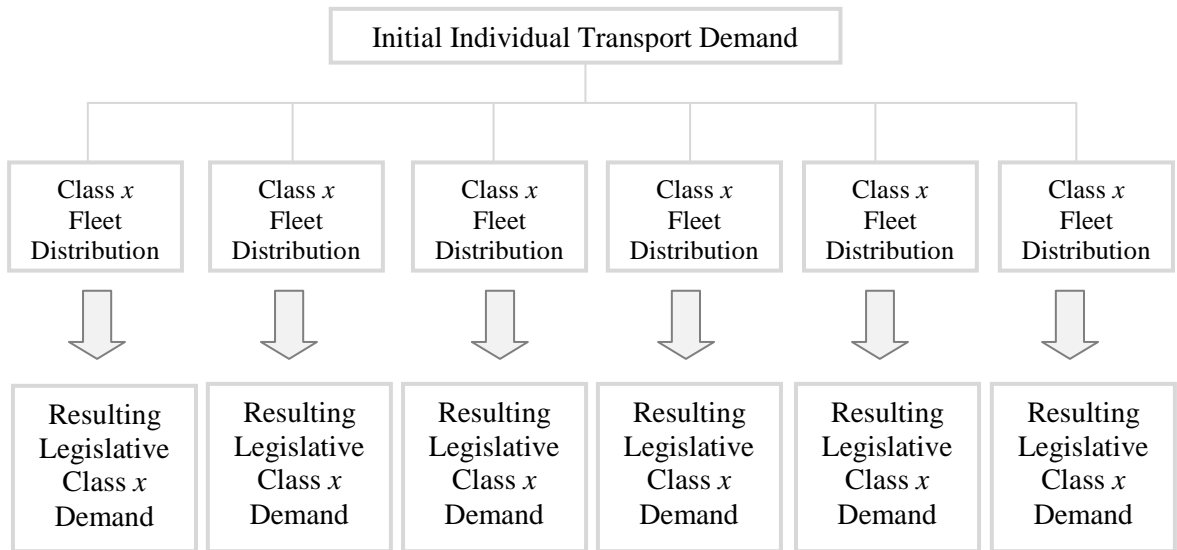 Initial Individual Transport Demand
Class x
Fleet
Distribution
Class x
Fleet
Distribution
Class x
Fleet
Distribution
Class x
Fleet
Distribution
Class x
Fleet
Distribution
Class x
Fleet
Distribution
Resulting
Legislative
Class x
Demand
Resulting
Legislative
Class x
Demand
Resulting
Legislative
Class x
Demand
Resulting
Legislative
Class x
Demand
Resulting
Legislative
Class x
Demand
Resulting
Legislative
Class x
Demand